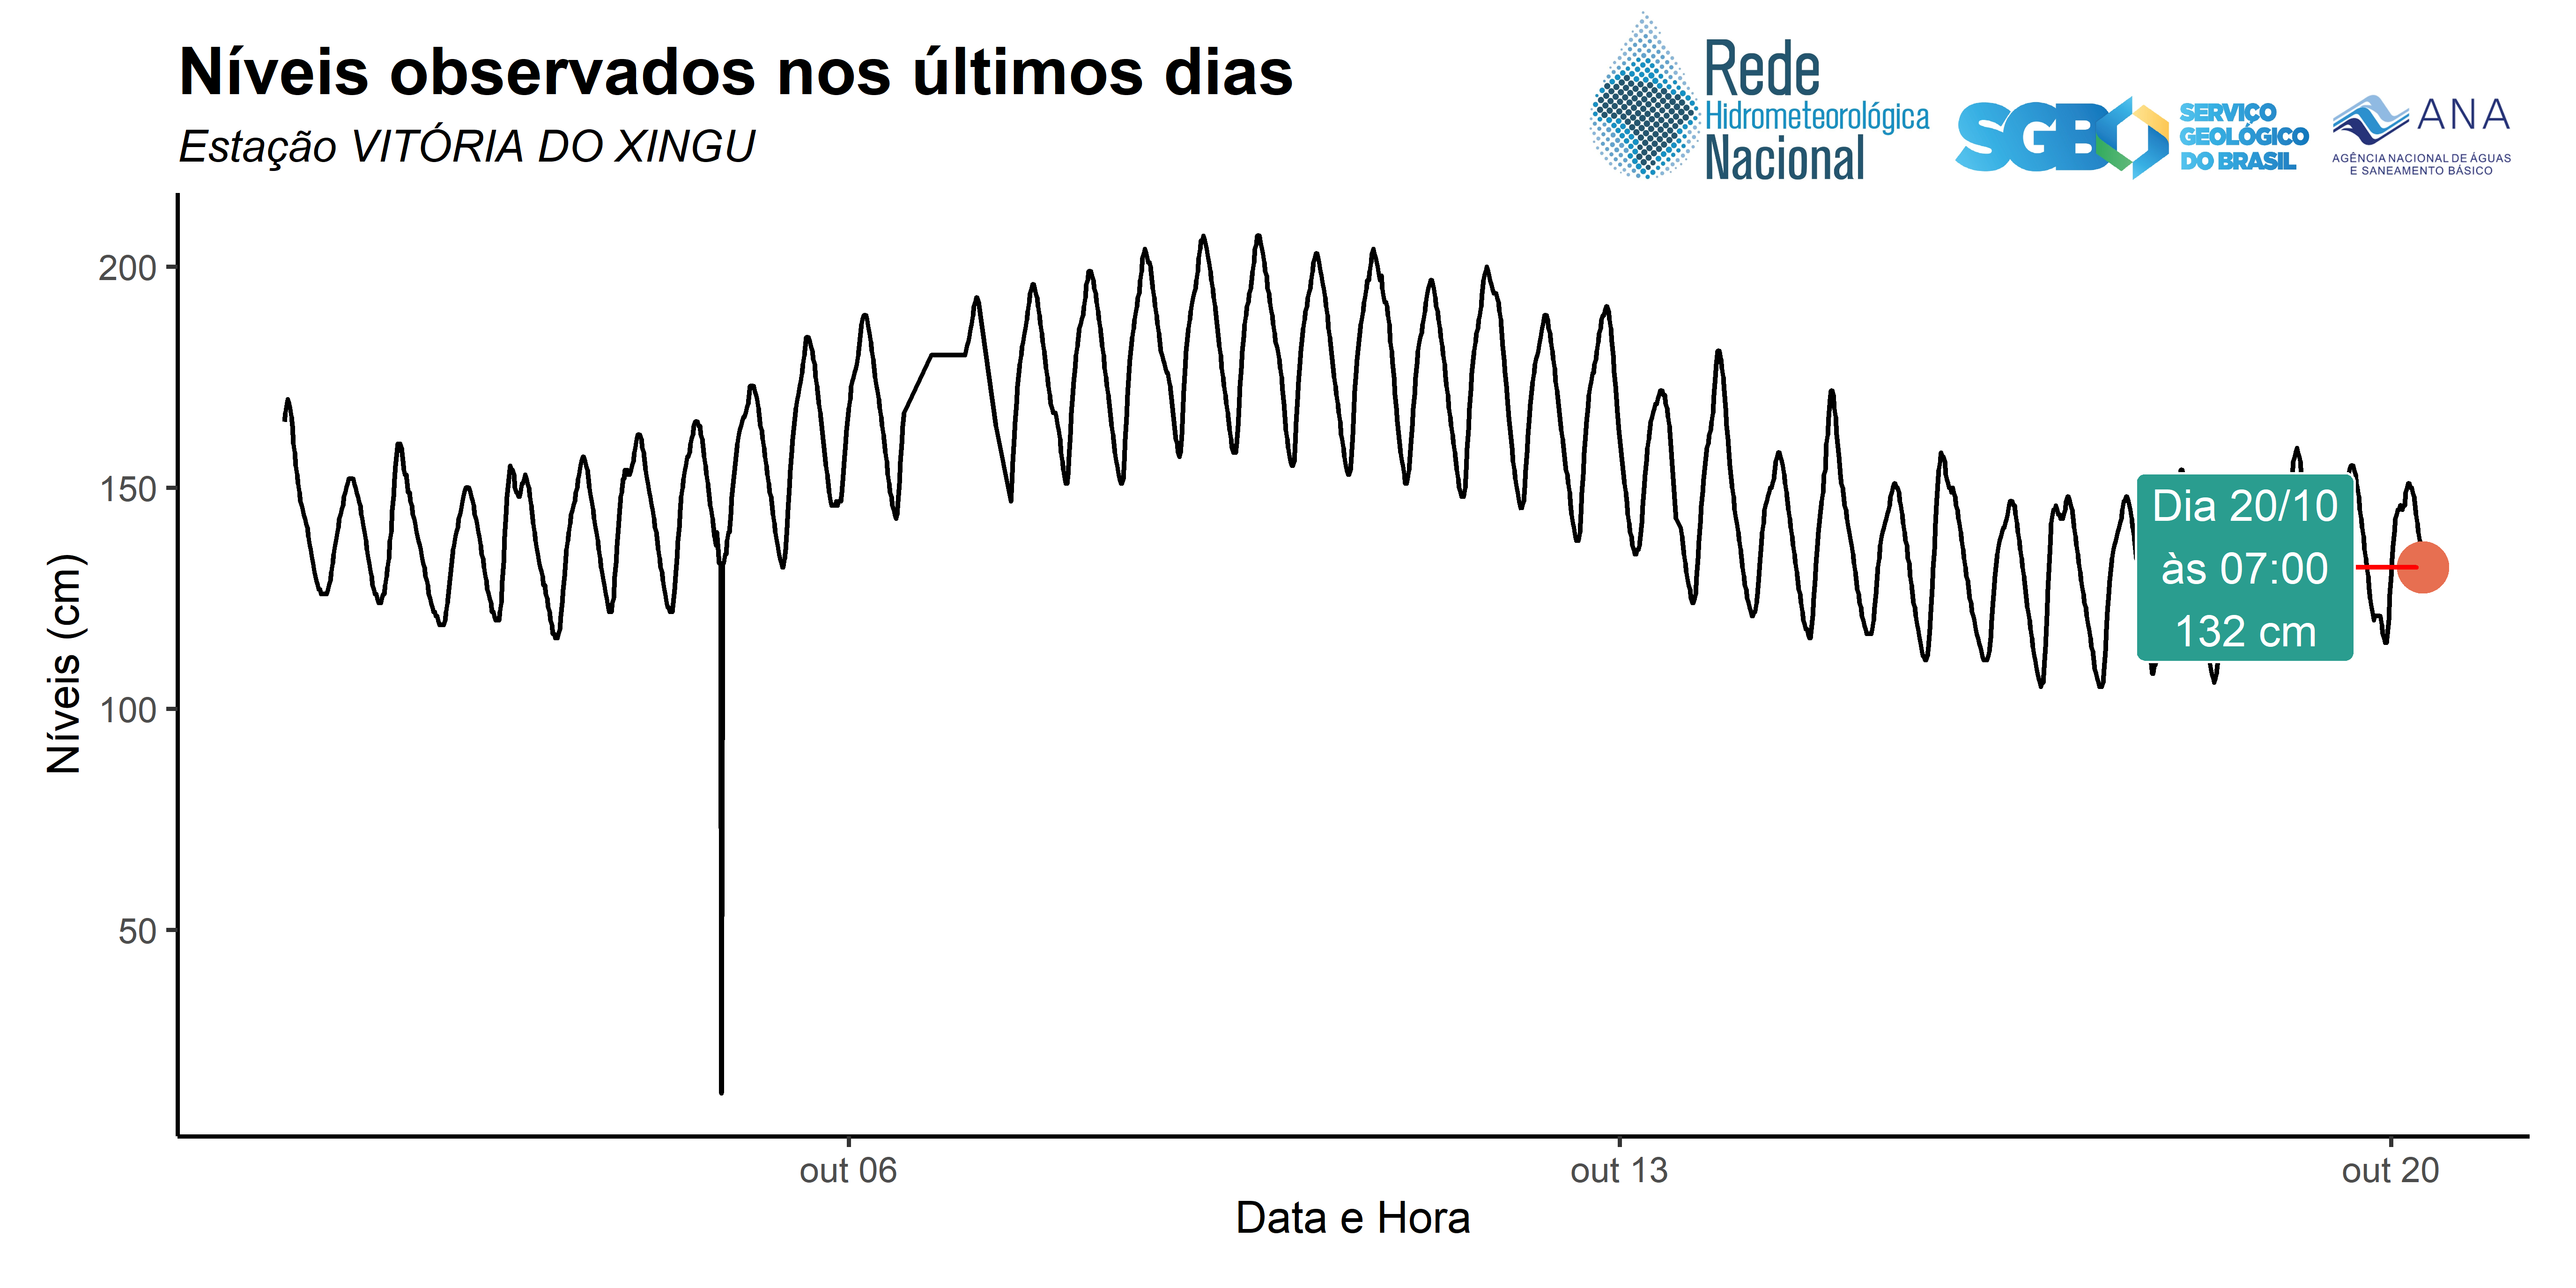 Níveis observados nos últimos dias
Estação VITÓRIA DO XINGU
Rede
Hidrometeorológica
Nacional
SGB
SERVIÇO
GEOLÓGICO
DO BRASIL
ANA
AGÊNCIA NACIONAL DE ÁGUAS
E SANEAMENTO BÁSICO
Níveis (cm)
200
150
100
50
Dia 20/10
às 07:00
132 cm
out 06
out 13
out 20
Data e Hora